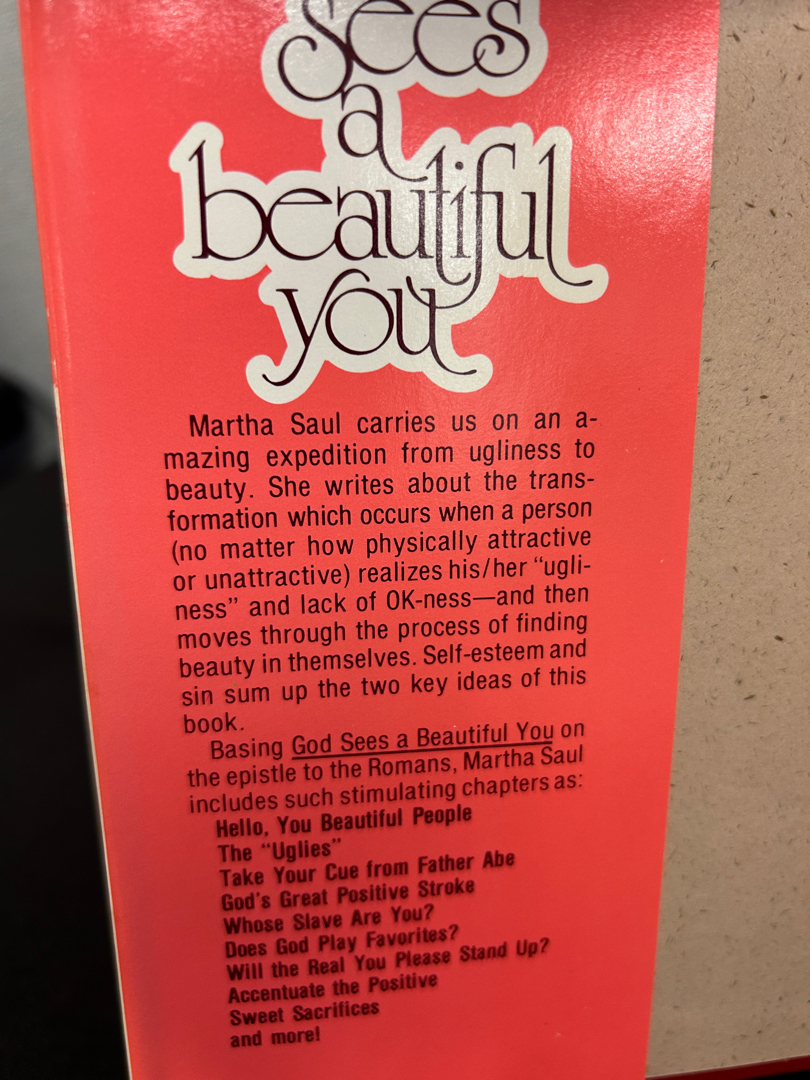 sees
a
beautiful
you
Martha Saul carries us on an a-
mazing expedition from ugliness to
beauty. She writes about the trans-
formation which occurs when a person
(no matter how physically attractive
or unattractive) realizes his/her “ugli-
ness” and lack of OK-ness—and then
moves through the process of finding
beauty in themselves. Self-esteem and
sin sum up the two key ideas of this
book.
Basing God Sees a Beautiful You on
the epistle to the Romans, Martha Saul
includes such stimulating chapters as:
Hello, You Beautiful People
The “Uglies”
Take Your Cue from Father Abe
God's Great Positive Stroke
Whose Slave Are You?
Does God Play Favorites?
Will the Real You Please Stand Up?
Accentuate the Positive
Sweet Sacrifices
and more!